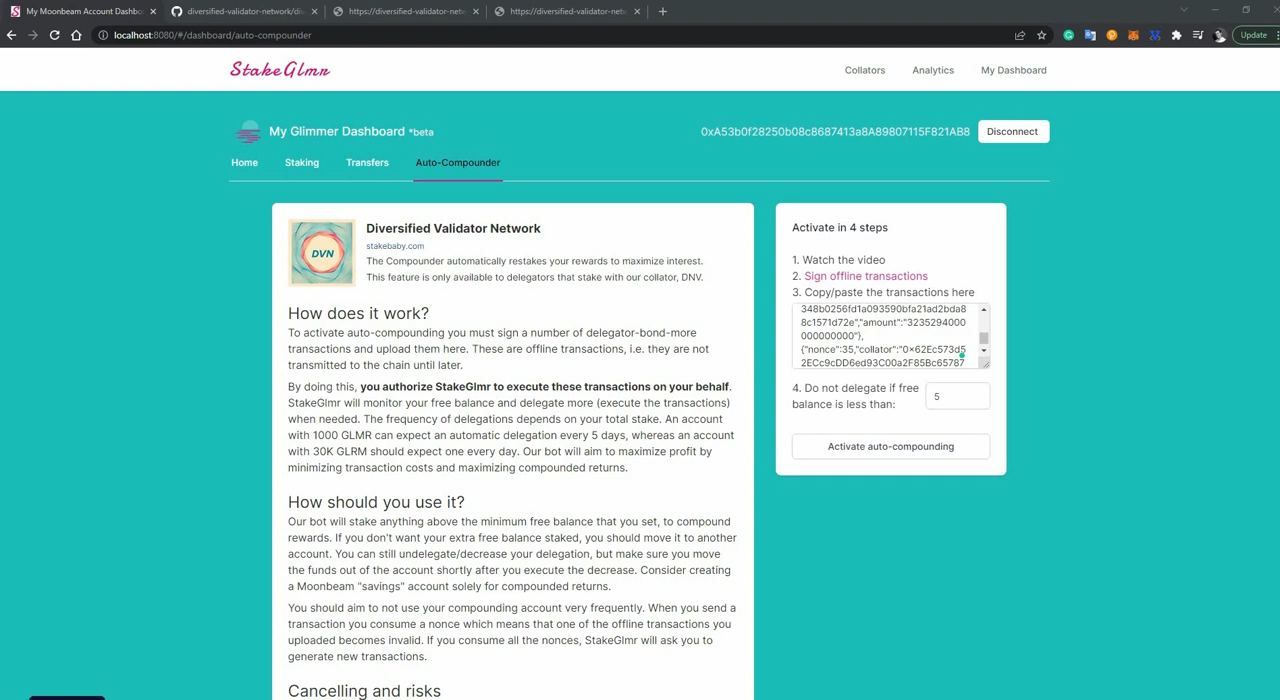 My Moonbeam Account Dashbo
diversified-validator-network/di
https://diversified-validator-net
https://diversified-validator-net
localhost:8080/#/dashboard/auto-compounder
Update
StakeGlmr
Collators
Analytics
My Dashboard
My Glimmer Dashboard *beta
0xA53b0f28250b08c8687413a8A89807115F821AB8
Disconnect
Home
Staking
Transfers
Auto-Compounder
DVN
Diversified Validator Network
stakebaby.com
The Compounder automatically restakes your rewards to maximize interest.
This feature is only available to delegators that stake with our collator, DNV.
How does it work?
To activate auto-compounding you must sign a number of delegator-bond-more
transactions and upload them here. These are offline transactions, i.e. they are not
transmitted to the chain until later.
By doing this, you authorize StakeGlmr to execute these transactions on your behalf.
StakeGlmr will monitor your free balance and delegate more (execute the transactions)
when needed. The frequency of delegations depends on your total stake. An account
with 1000 GLMR can expect an automatic delegation every 5 days, whereas an account
with 30K GLRM should expect one every day. Our bot will aim to maximize profit by
minimizing transaction costs and maximizing compounded returns.
How should you use it?
Our bot will stake anything above the minimum free balance that you set, to compound
rewards. If you don't want your extra free balance staked, you should move it to another
account. You can still undelegate/decrease your delegation, but make sure you move
the funds out of the account shortly after you execute the decrease. Consider creating
a Moonbeam "savings" account solely for compounded returns.
You should aim to not use your compounding account very frequently. When you send a
transaction you consume a nonce which means that one of the offline transactions you
uploaded becomes invalid. If you consume all the nonces, StakeGlmr will ask you to
generate new transactions.
Cancelling and risks
Activate in 4 steps
1. Watch the video
2. Sign offline transactions
3. Copy/paste the transactions here
348b0256fd1a093590bfa21ad2bda8
8c1571d72e","amount":"3235294000
000000000"},
{"nonce":35,"collator":"0x62Ec573d5
2ECc9cDD6ed93C00a2F85Bc65787
4. Do not delegate if free
balance is less than:
5
Activate auto-compounding